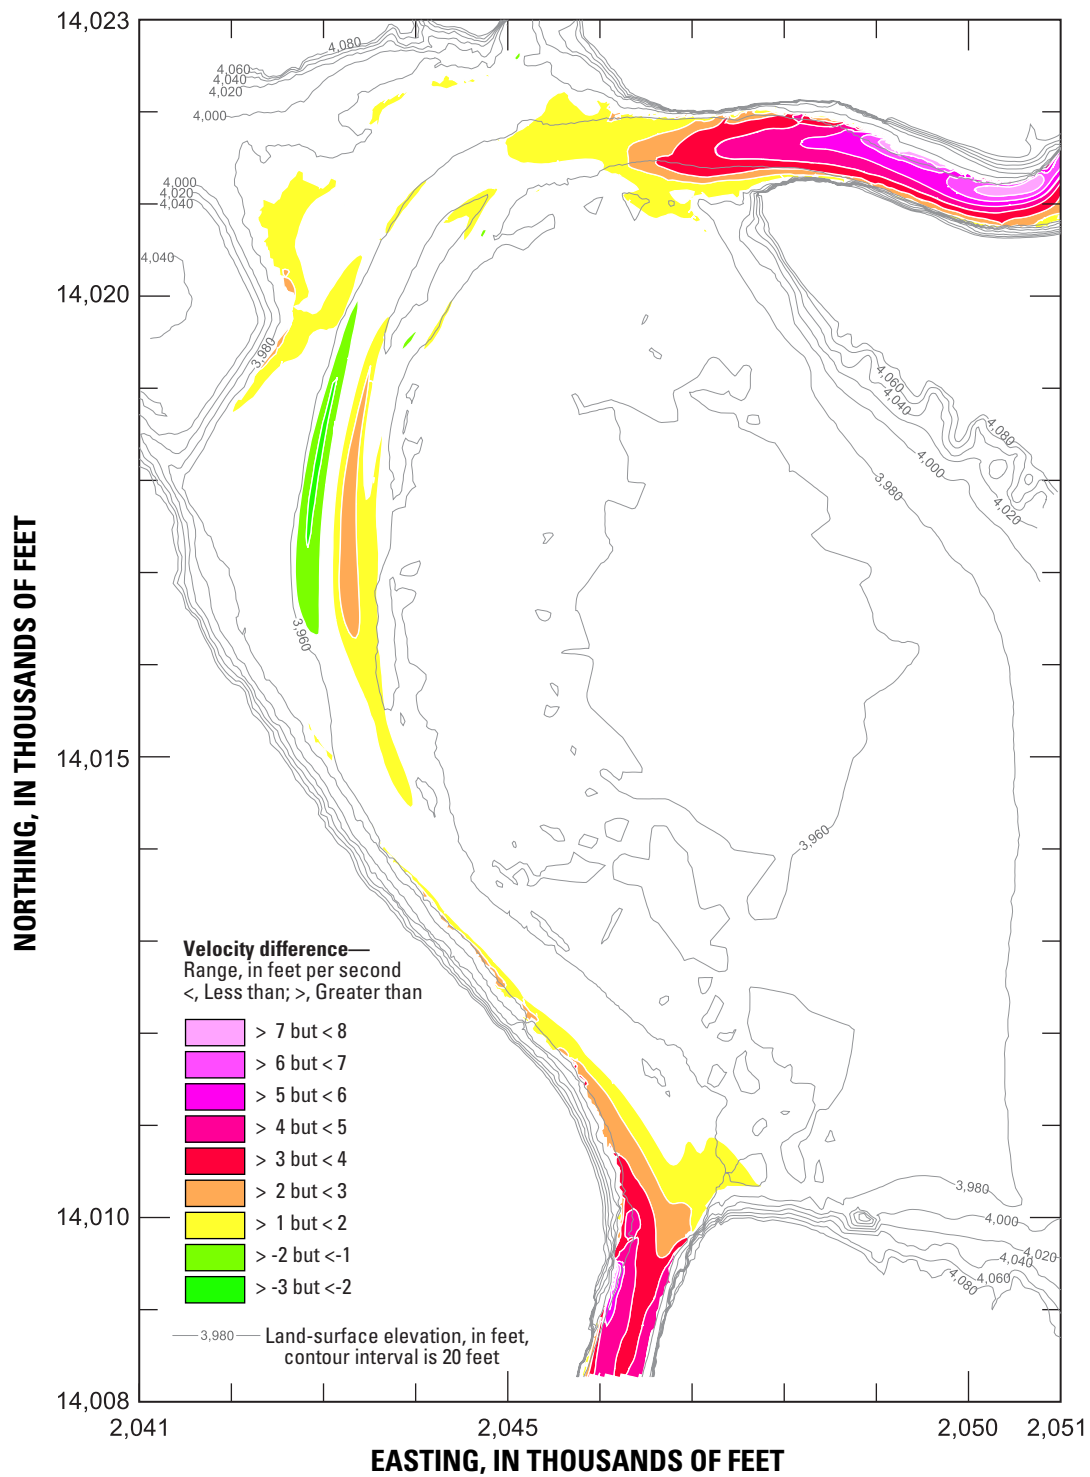 14,023
4,080
4,060
4,040
4,020
4,000
4,000
4,020
4,040
4,040
14,020
3,980
4,060
4,040
4,080
4,000
3,980
4,020
3,960
14,015
3,960
NORTHING, IN THOUSANDS OF FEET
Velocity difference—
Range, in feet per second
<, Less than; >, Greater than
> 7 but < 8
> 6 but < 7
> 5 but < 6
> 4 but < 5
> 3 but < 4
> 2 but < 3
> 1 but < 2
> -2 but <-1
> -3 but <-2
3,980
Land-surface elevation, in feet,
contour interval is 20 feet
3,980
14,010
4,000
4,020
4,040
4,060
4,080
14,008
2,041
2,045
2,050
2,051
EASTING, IN THOUSANDS OF FEET